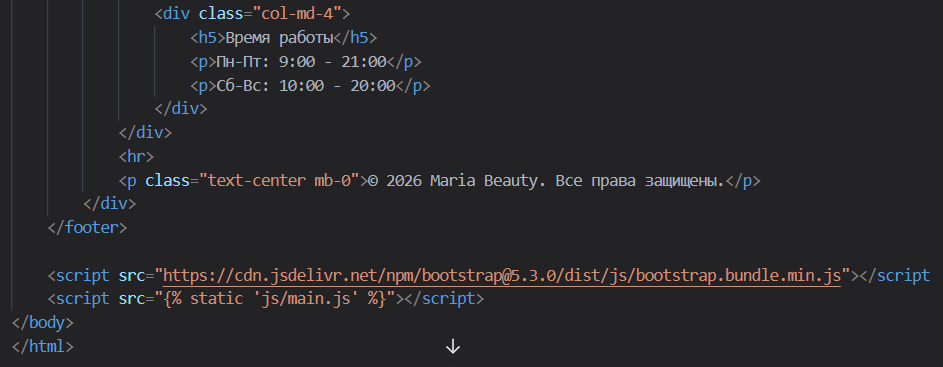 <div class="col-md-4">
<h5>Время работы</h5>
<p>Пн-Пт: 9:00 - 21:00</p>
<p>Сб-Вс: 10:00 - 20:00</p>
</div>
</div>
<hr>
<p class="text-center mb-0">© 2026 Maria Beauty. Все права защищены.</p>
</div>
</footer>
<script src="https://cdn.jsdelivr.net/npm/bootstrap@5.3.0/dist/js/bootstrap.bundle.min.js"></script
<script src="{% static 'js/main.js' %}"></script>
</body>
</html>